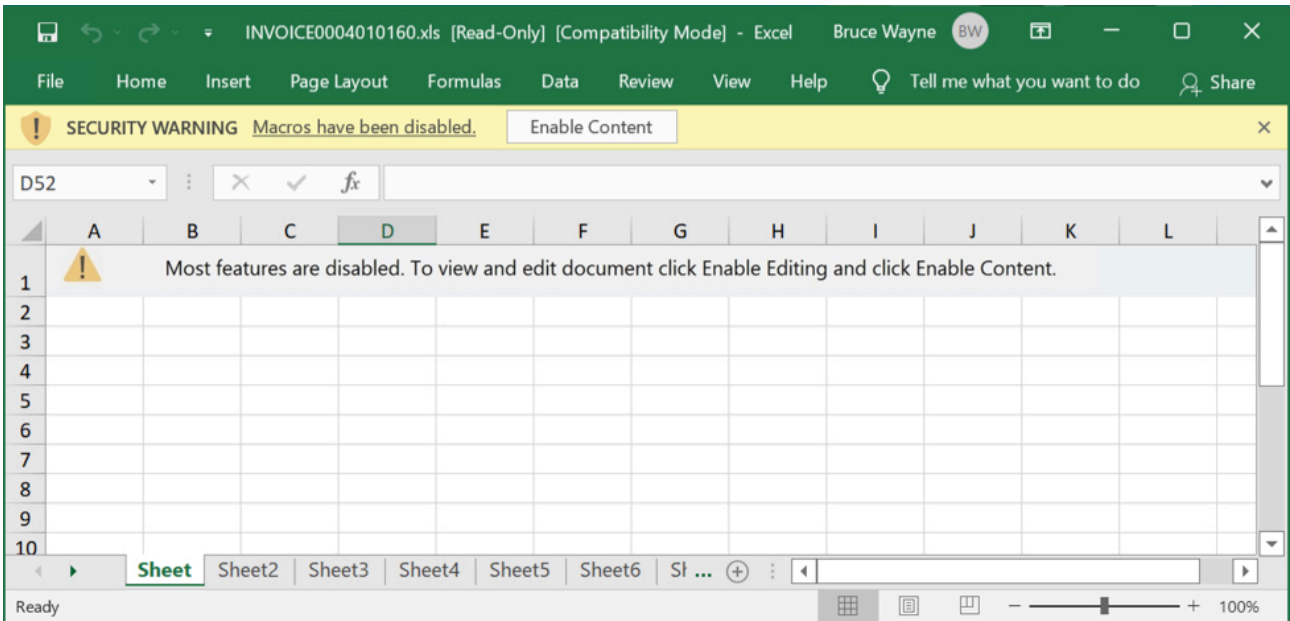 INVOICE0004010160.xls [Read-Only] [Compatibility Mode] - Excel Bruce Wayne BW
File Home Insert Page Layout Formulas Data Review View Help Tell me what you want to do Share
SECURITY WARNING Macros have been disabled. Enable Content
D52 fx
A B C D E F G H I J K L
1 Most features are disabled. To view and edit document click Enable Editing and click Enable Content.
2
3
4
5
6
7
8
9
10
Sheet Sheet2 Sheet3 Sheet4 Sheet5 Sheet6 ...
Ready 100%